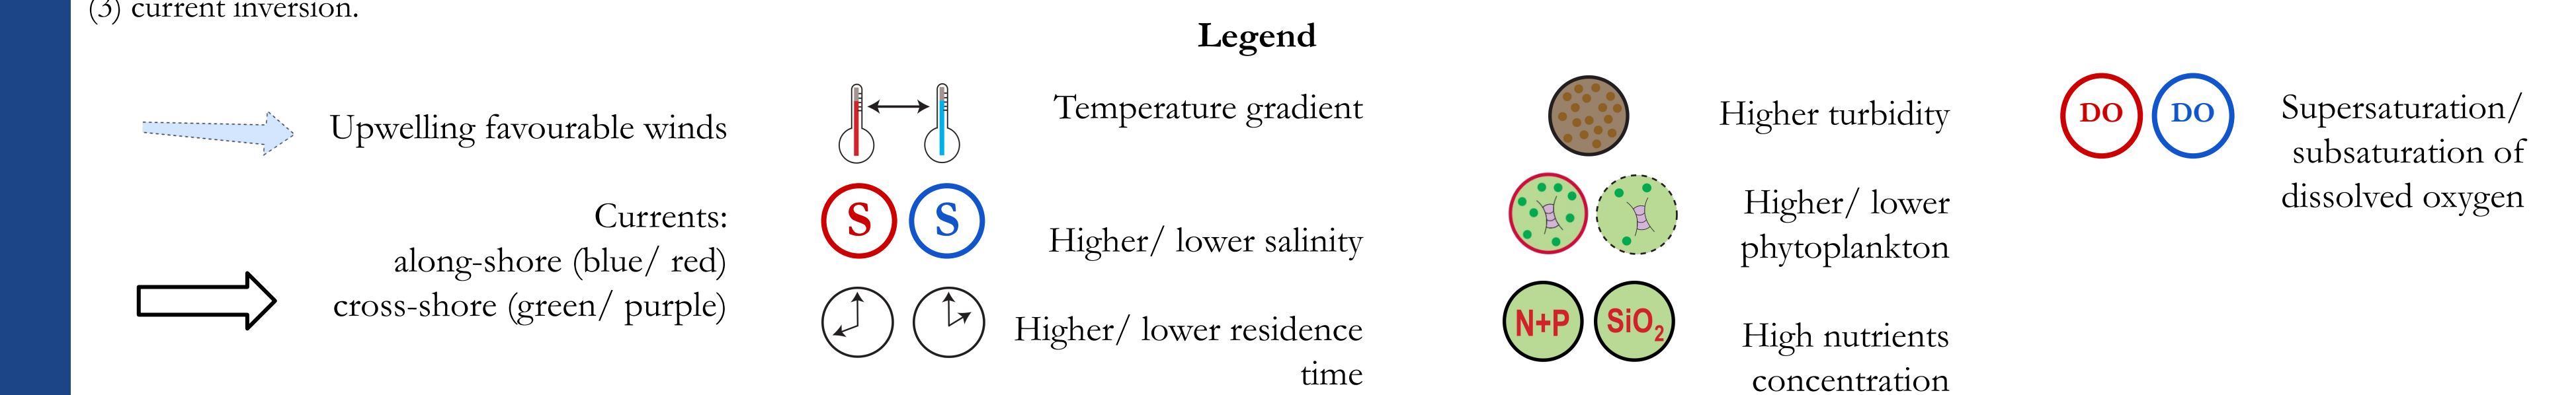 (3) current inversion.
Legend
Upwelling favourable winds
Currents:
along-shore (blue/ red)
cross-shore (green/ purple)
Temperature gradient
S S
Higher/ lower salinity
Higher/ lower residence
time
Higher turbidity
Higher/ lower
phytoplankton
N+P SiO2
High nutrients
concentration
DO DO
Supersaturation/
subsaturation of
dissolved oxygen